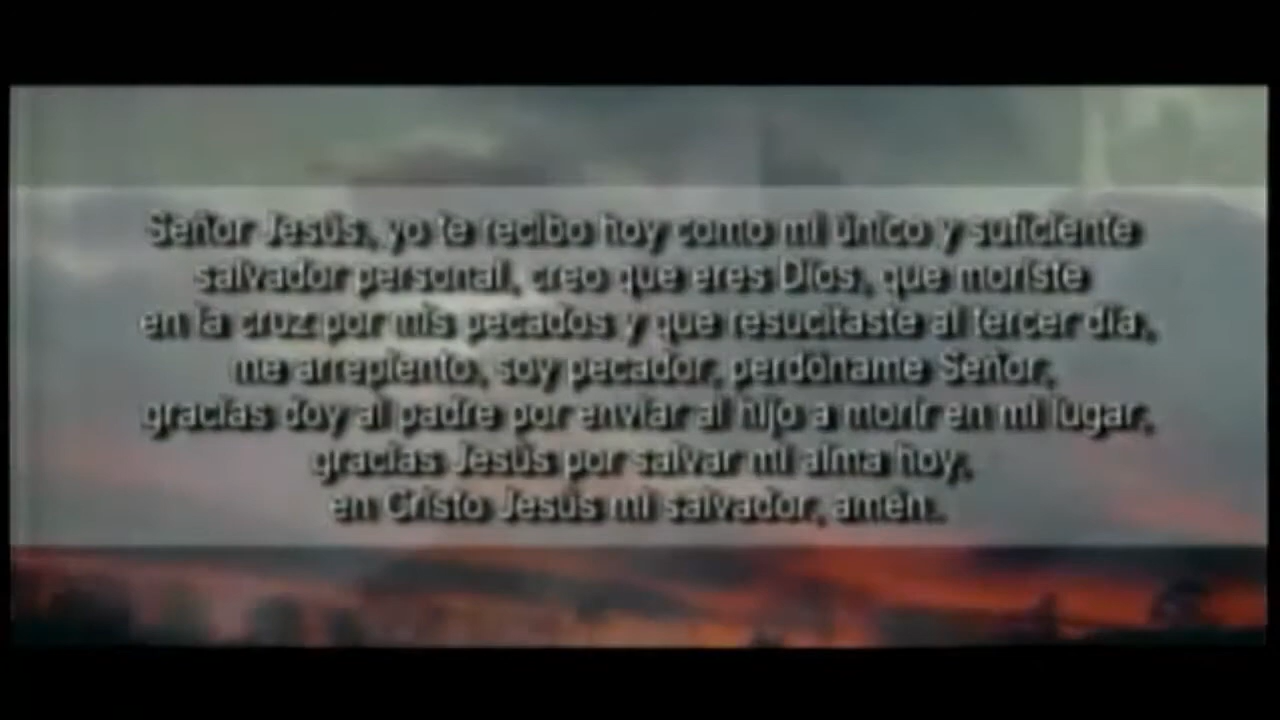 Señor Jesús, yo te recibo hoy como mi único y suficiente
salvador personal, creo que eres Dios, que moriste
en la cruz por mis pecados y que resucitaste al tercer día,
me arrepiento, soy pecador, perdóname Señor,
gracias doy al padre por enviar al hijo a morir en mi lugar,
gracias Jesús por salvar mi alma hoy,
en Cristo Jesús mi salvador, amén.